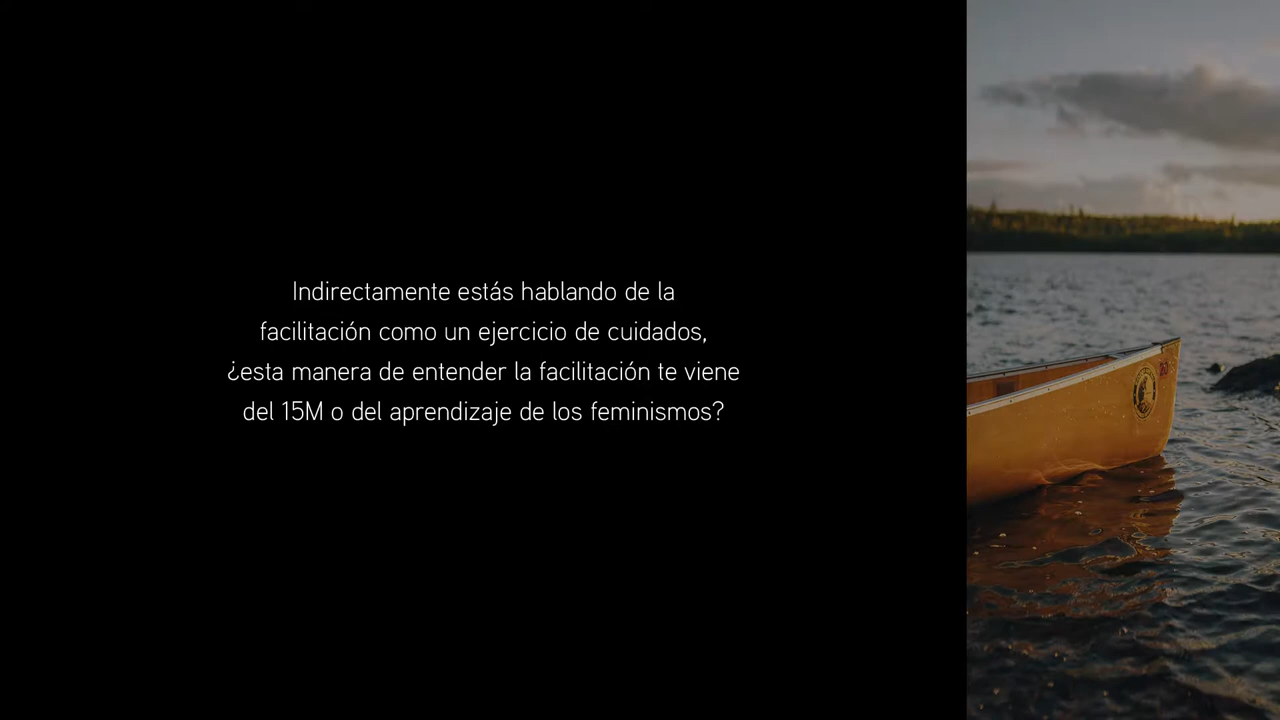 Indirectamente estás hablando de la
facilitación como un ejercicio de cuidados,
¿esta manera de entender la facilitación te viene
del 15M o del aprendizaje de los feminismos?
20